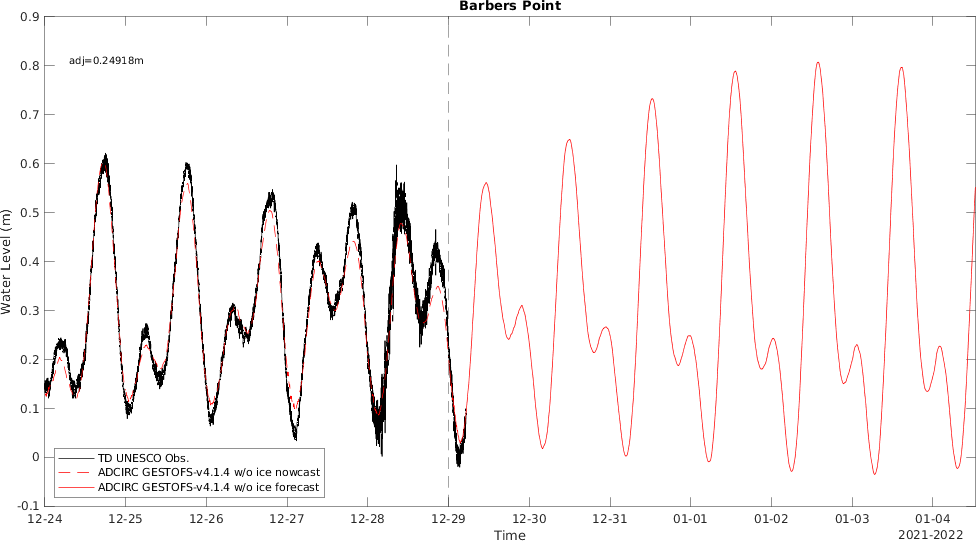 Barbers Point
0.9
0.8
0.7
0.6
0.5
0.4
0.3
0.2
0.1
0
-0.1
Water Level (m)
adj=0.24918m
TD UNESCO Obs.
ADCIRC GESTOFS-v4.1.4 w/o ice nowcast
ADCIRC GESTOFS-v4.1.4 w/o ice forecast
12-24 12-25 12-26 12-27 12-28 12-29 12-30 12-31 01-01 01-02 01-03 01-04
Time
2021-2022